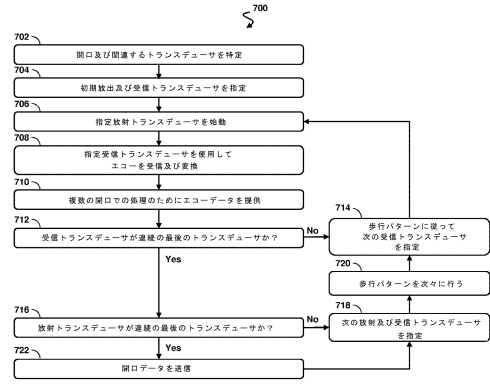 700
702
開口及び関連するトランスデューサを特定
704
初期放出及び受信トランスデューサを指定
706
指定放射トランスデューサを始動
708
指定受信トランスデューサを使用して
エコーを受信及び変換
710
複数の開口での処理のためにエコーデータを提供
712
受信トランスデューサが連続の最後のトランスデューサか？
No
Yes
714
歩行パターンに従って
次の受信トランスデューサ
を指定
720
歩行パターンを次々に行う
716
放射トランスデューサが連続の最後のトランスデューサか？
No
Yes
718
次の放射及び受信トランスデューサ
を指定
722
開口データを送信